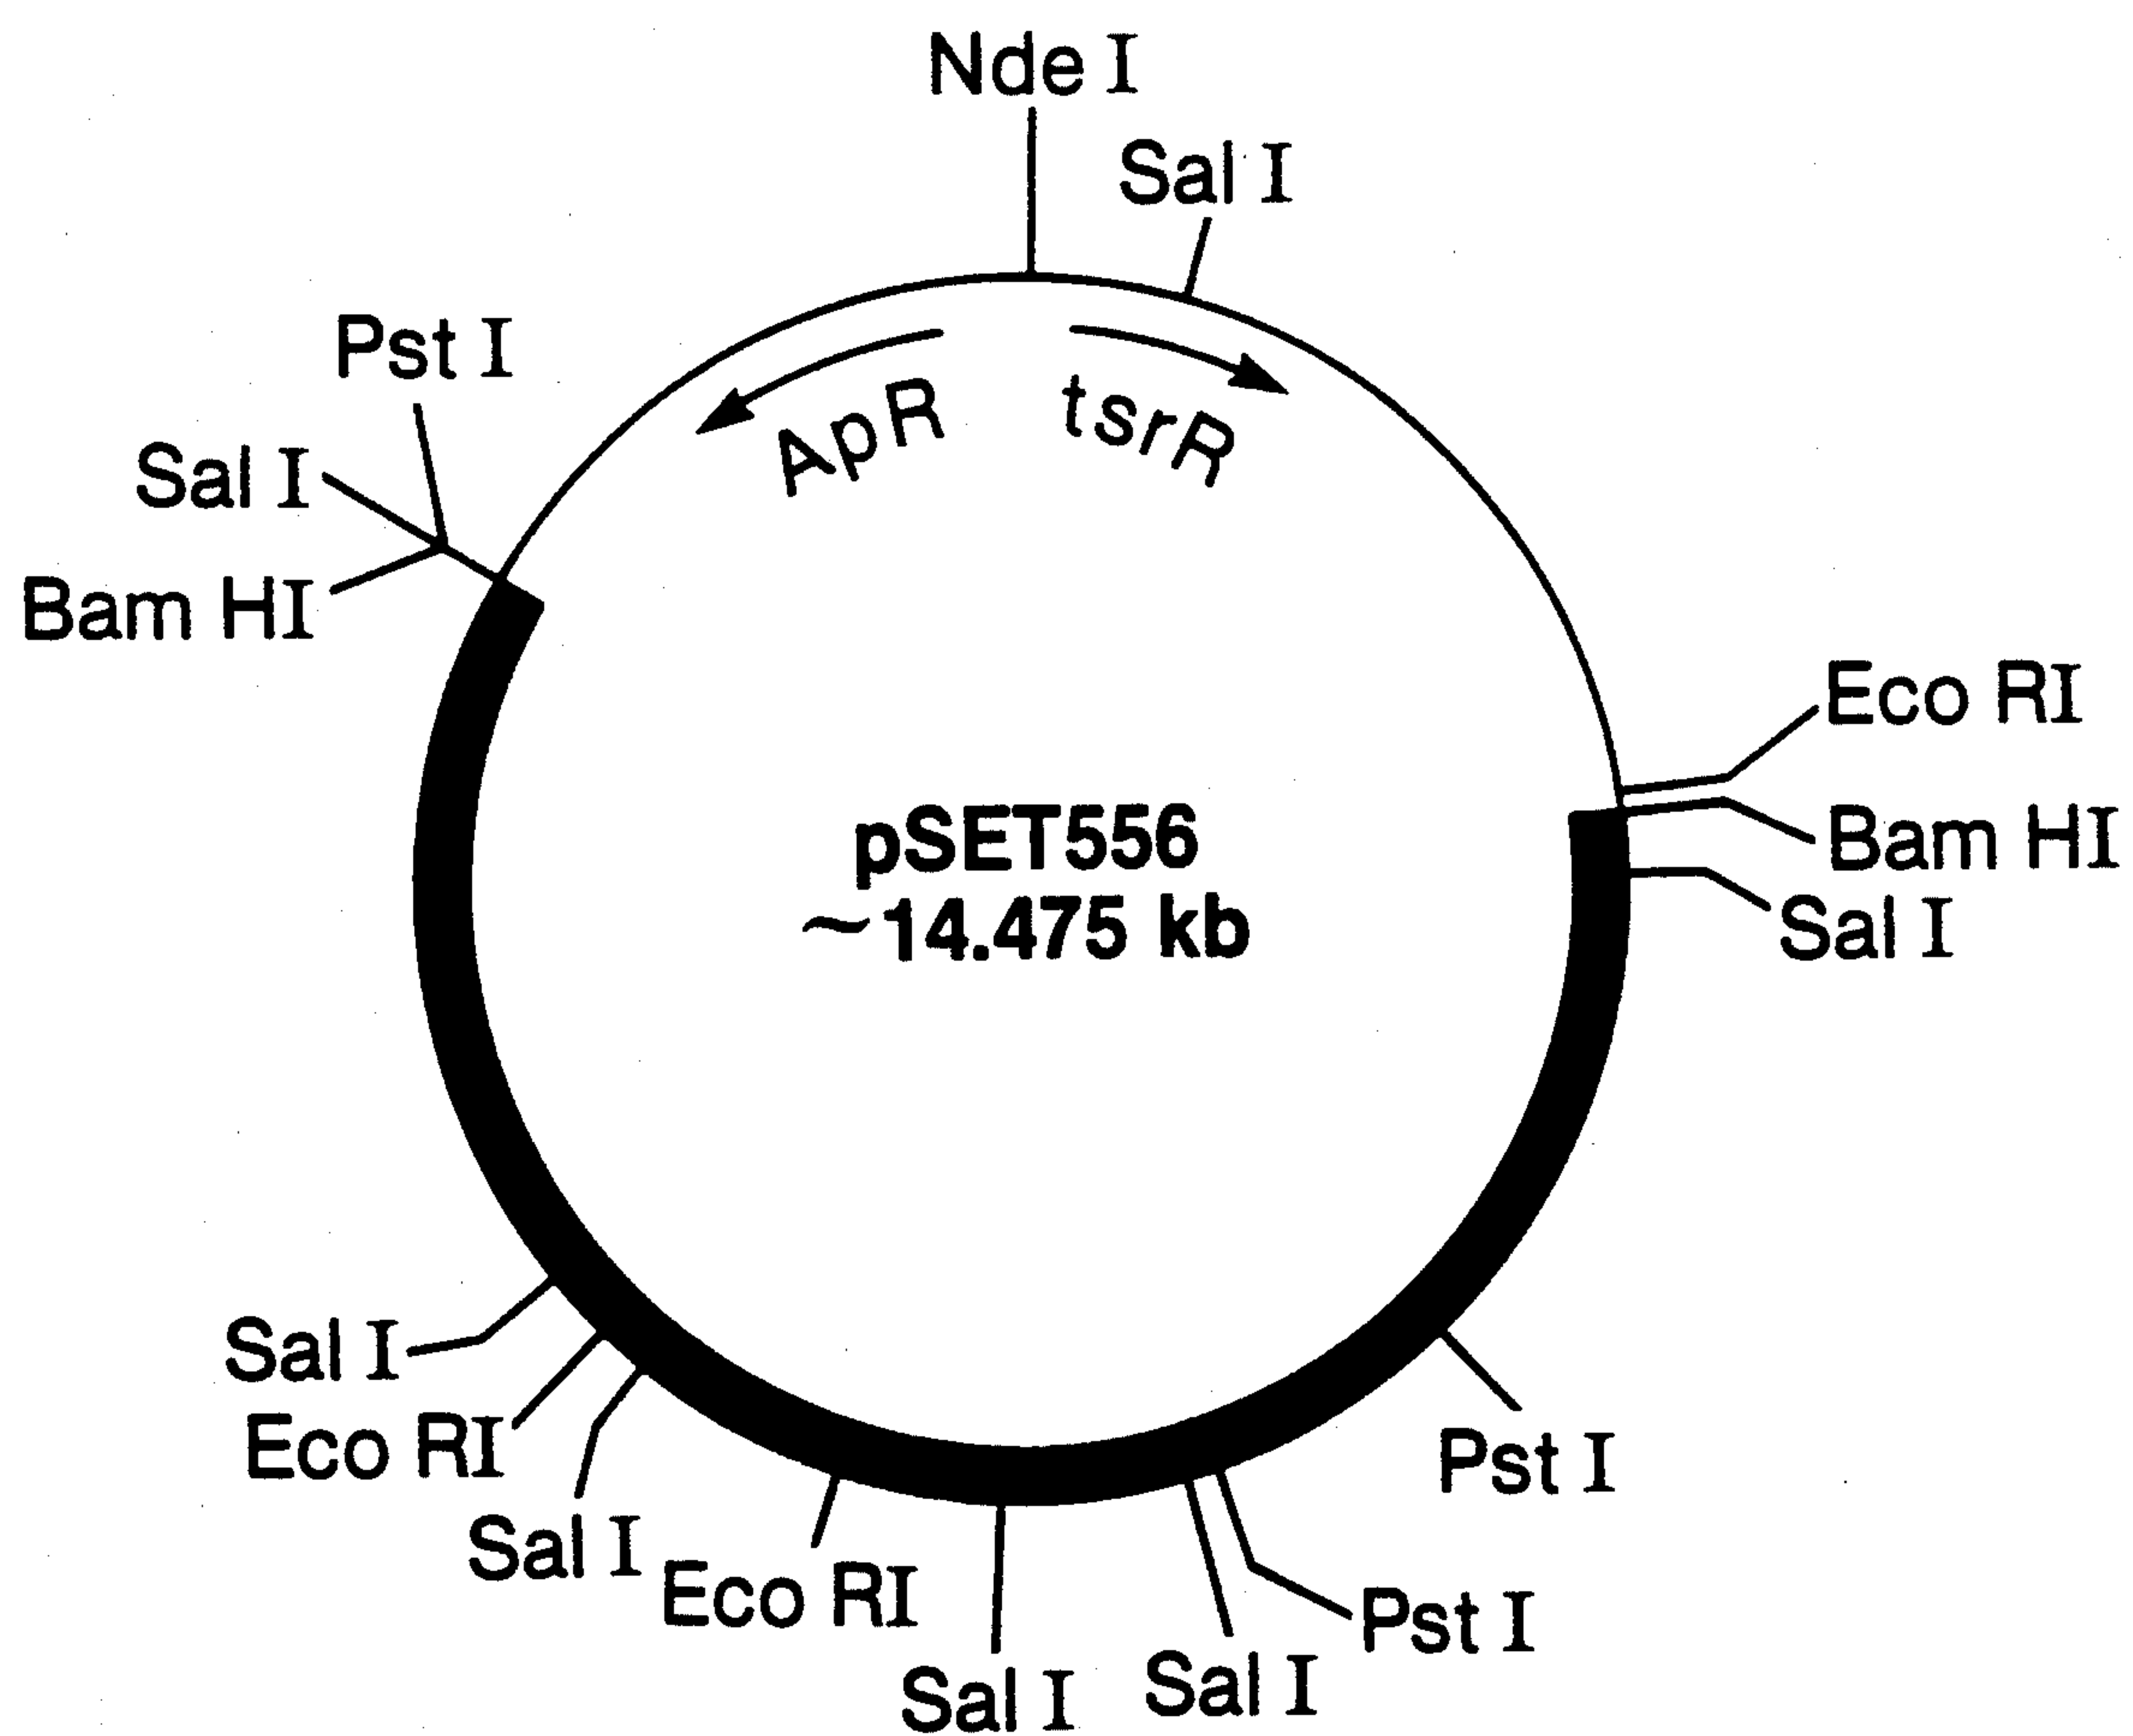 Nde I
Sal I
Pst I
Sal I
Bam HI
ApR
tsrR
Eco RI
Bam HI
Sal I
pSET556
~14.475 kb
Sal I
Eco RI
Sal I
Eco RI
Sal I
Sal I
Pst I
Pst I